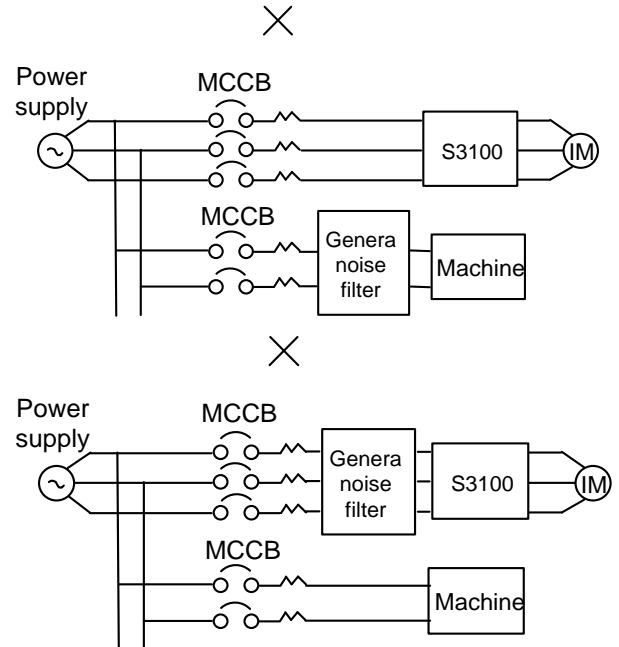 Power
supply
MCCB
S3100
IM
MCCB
Genera
noise
filter
Machine
Power
supply
MCCB
Genera
noise
filter
S3100
IM
MCCB
Machine